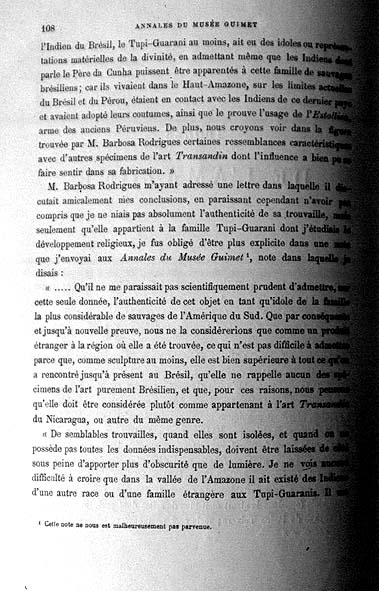 108
ANNALES DU MUSÉE GUIMET
l'Indien du Brésil, le Tupi-Guarani au moins, ait eu des idoles ou représen-
tations matérielles de la divinité, en admettant même que les Indiens dont
parle le Père da Cunha puissent être apparentés à cette famille de sauvages
brésiliens; car ils vivaient dans le Haut-Amazone, sur les limites actuelles
du Brésil et du Pérou, étaient en contact avec les Indiens de ce dernier pays
et avaient adopté leurs coutumes, ainsi que le prouve l'usage de l'Estollica,
arme des anciens Péruviens. De plus, nous croyons voir dans la figure
trouvée par M. Barbosa Rodrigues certaines ressemblances caractéristiques
avec d'autres spécimens de l'art Transandin dont l'influence a bien pu se
faire sentir dans sa fabrication. »
M. Barbosa Rodrigues m'ayant adressé une lettre dans laquelle il dis-
cutait amicalement mes conclusions, en paraissant cependant n'avoir pas
compris que je ne niais pas absolument l'authenticité de sa trouvaille, mais
seulement qu'elle appartient à la famille Tupi-Guarani dont j'étudiais le
développement religieux, je fus obligé d'être plus explicite dans une note
que j'envoyai aux Annales du Musée Guimet ¹, note dans laquelle je
disais :
« ..... Qu'il ne me paraissait pas scientifiquement prudent d'admettre, sur
cette seule donnée, l'authenticité de cet objet en tant qu'idole de la famille
la plus considérable de sauvages de l'Amérique du Sud. Que par conséquent
et jusqu'à nouvelle preuve, nous ne la considérerions que comme un produit
étranger à la région où elle a été trouvée, ce qui n'est pas difficile à admettre
parce que, comme sculpture au moins, elle est bien supérieure à tout ce qu'on
a rencontré jusqu'à présent au Brésil, qu'elle ne rappelle aucun des spé-
cimens de l'art purement Brésilien, et que, pour ces raisons, nous pensons
qu'elle doit être considérée plutôt comme appartenant à l'art Transandin
du Nicaragua, ou autre du même genre.
« De semblables trouvailles, quand elles sont isolées, et quand on ne
possède pas toutes les données indispensables, doivent être laissées de côté
sous peine d'apporter plus d'obscurité que de lumière. Je ne vois aucune
difficulté à croire que dans la vallée de l'Amazone il ait existé des Indiens
d'une autre race ou d'une famille étrangère aux Tupi-Guaranis. Il
¹ Cette note ne nous est malheureusement pas parvenue.